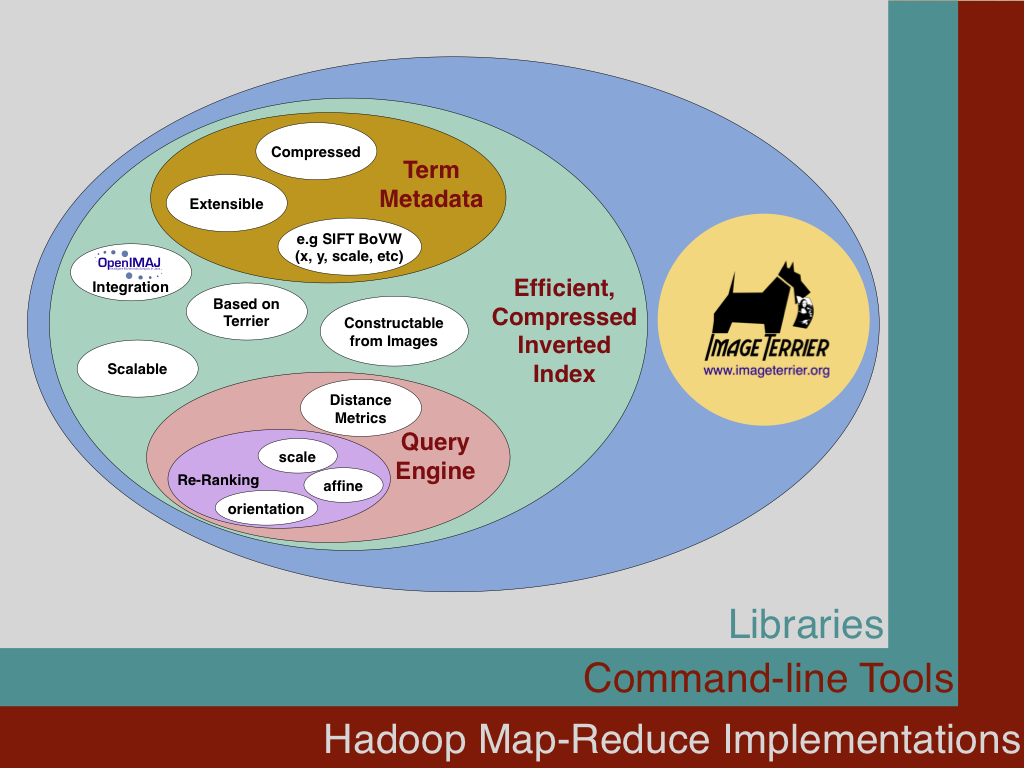 Compressed
Term
Metadata
Extensible
e.g SIFT BoVW
(x, y, scale, etc)
OpenIMAJ
Integration
Based on
Terrier
Constructable
from Images
Scalable
Efficient,
Compressed
Inverted
Index
IMAGE TERRIER
www.imageterrier.org
Distance
Metrics
Query
Engine
scale
Re-Ranking
affine
orientation
Libraries
Command-line Tools
Hadoop Map-Reduce Implementations